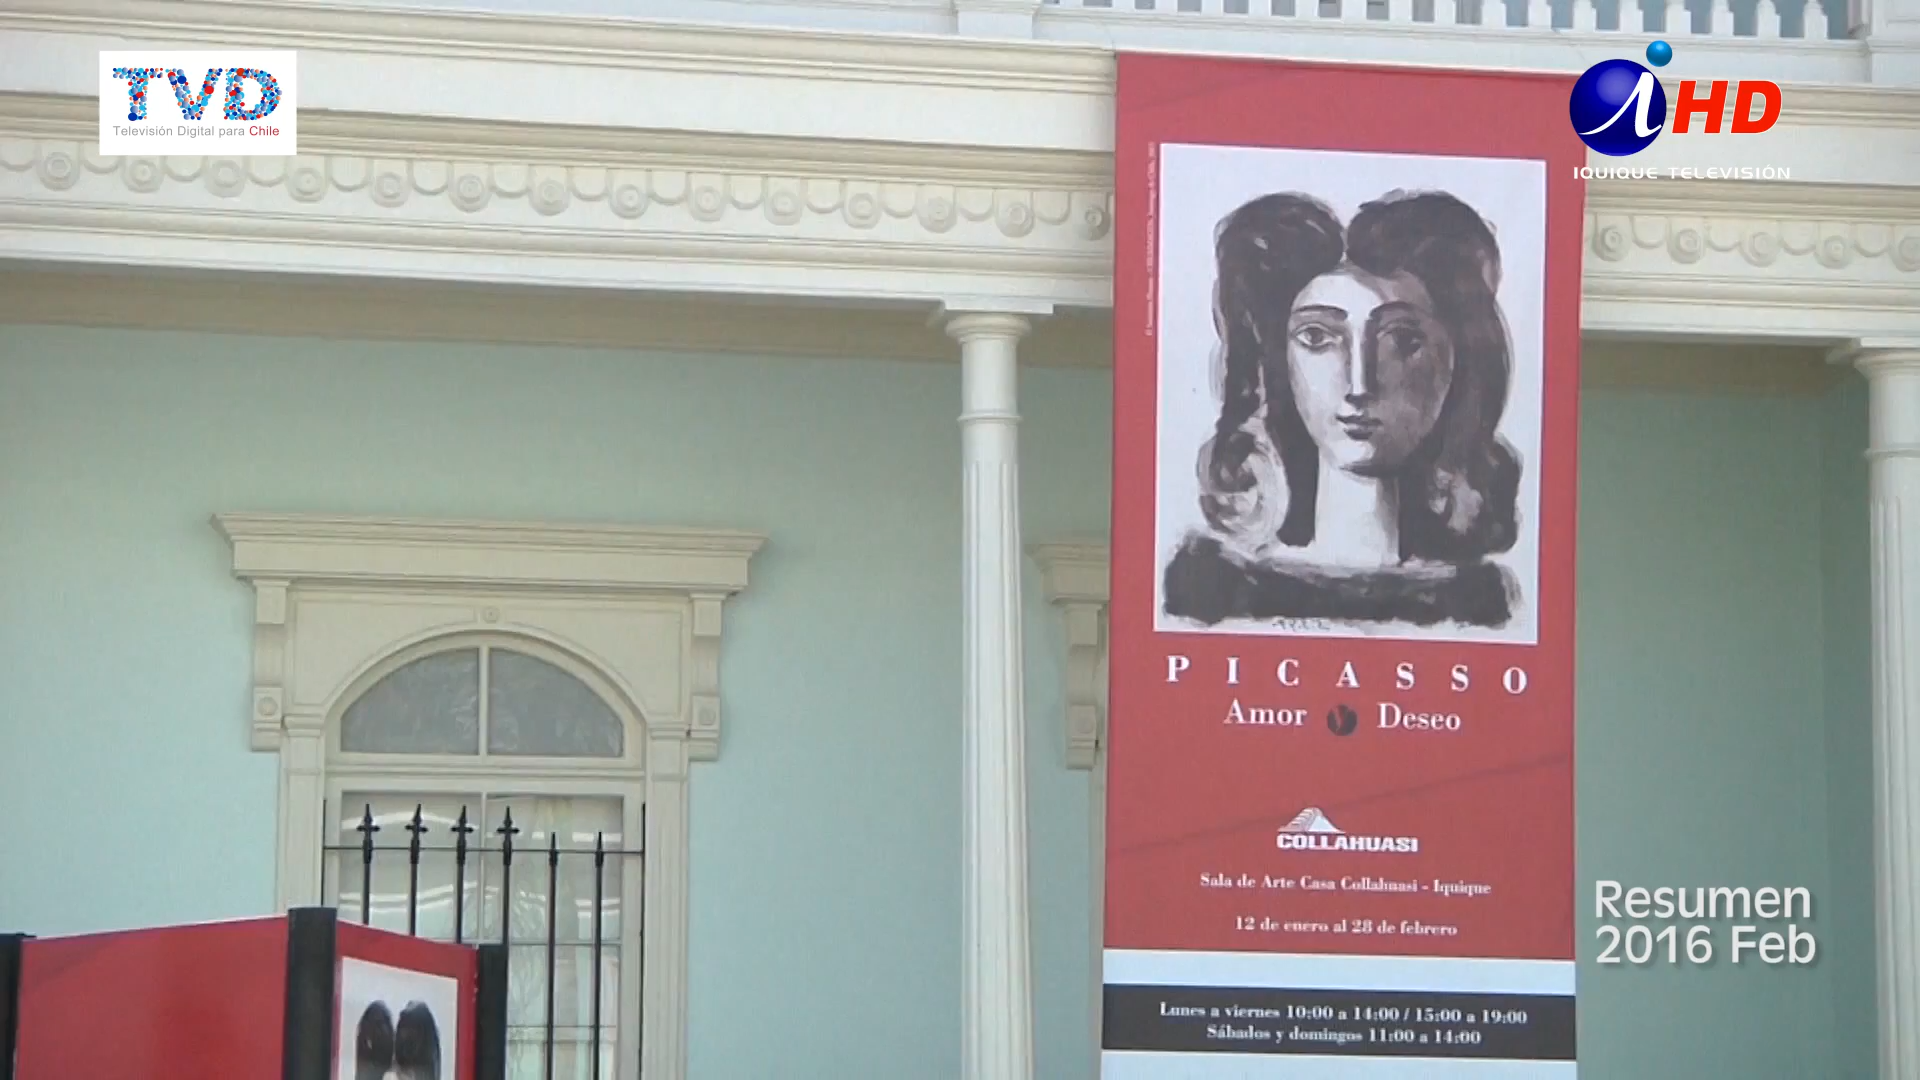 TVD
Televisión Digital para Chile
HD
IQUIQUE TELEVISIÓN
PICASSO
Amor y Deseo
COLLAHUASI
Sala de Arte Casa Collahuasi - Iquique
12 de enero al 28 de febrero
Lunes a viernes 10:00 a 14:00 / 15:00 a 19:00
Sábados y domingos 11:00 a 14:00
Resumen
2016 Feb